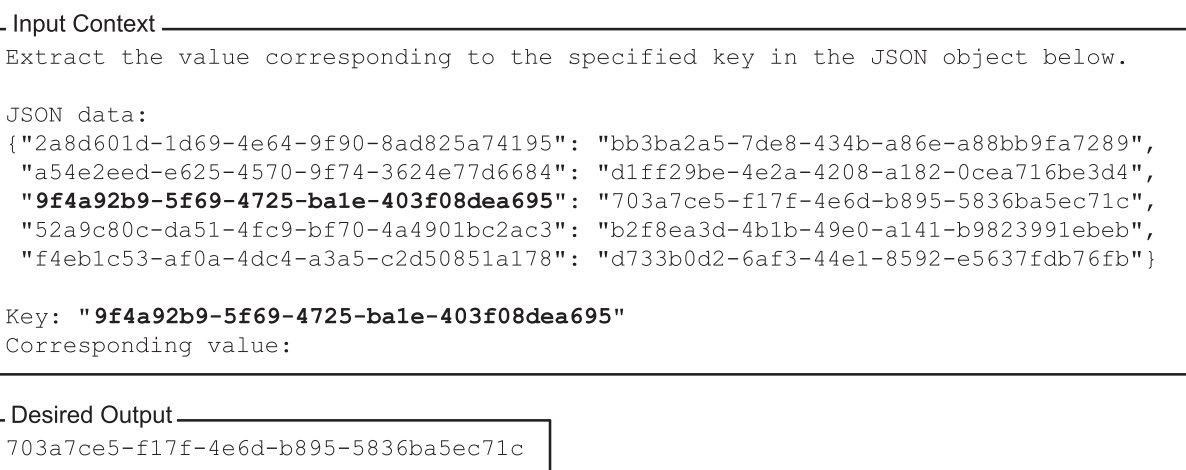 Input Context
Extract the value corresponding to the specified key in the JSON object below.
JSON data:
{"2a8d601d-1d69-4e64-9f90-8ad825a74195": "bb3ba2a5-7de8-434b-a86e-a88bb9fa7289",
"a54e2eed-e625-4570-9f74-3624e77d6684": "d1ff29be-4e2a-4208-a182-0cea716be3d4",
"9f4a92b9-5f69-4725-ba1e-403f08dea695": "703a7ce5-f17f-4e6d-b895-5836ba5ec71c",
"52a9c80c-da51-4fc9-bf70-4a4901bc2ac3": "b2f8ea3d-4b1b-49e0-a141-b9823991ebeb",
"f4eb1c53-af0a-4dc4-a3a5-c2d50851a178": "d733b0d2-6af3-44e1-8592-e5637fdb76fb"}
Key: "9f4a92b9-5f69-4725-ba1e-403f08dea695"
Corresponding value:
Desired Output
703a7ce5-f17f-4e6d-b895-5836ba5ec71c